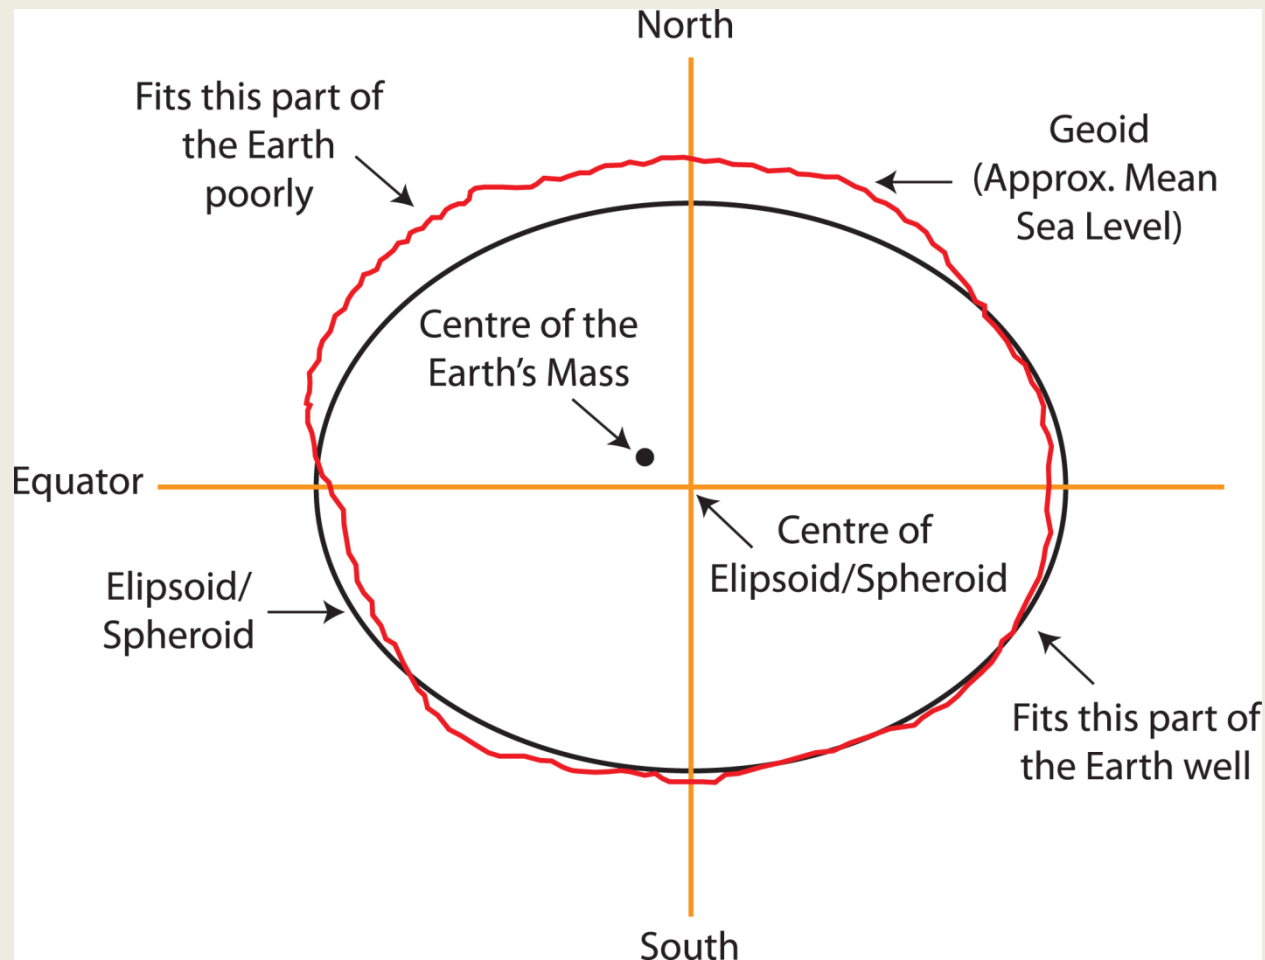 North
Fits this part of
the Earth
poorly
Geoid
(Approx. Mean
Sea Level)
Centre of the
Earth's Mass
Equator
Centre of
Elipsoid/Spheroid
Elipsoid/
Spheroid
Fits this part of
the Earth well
South